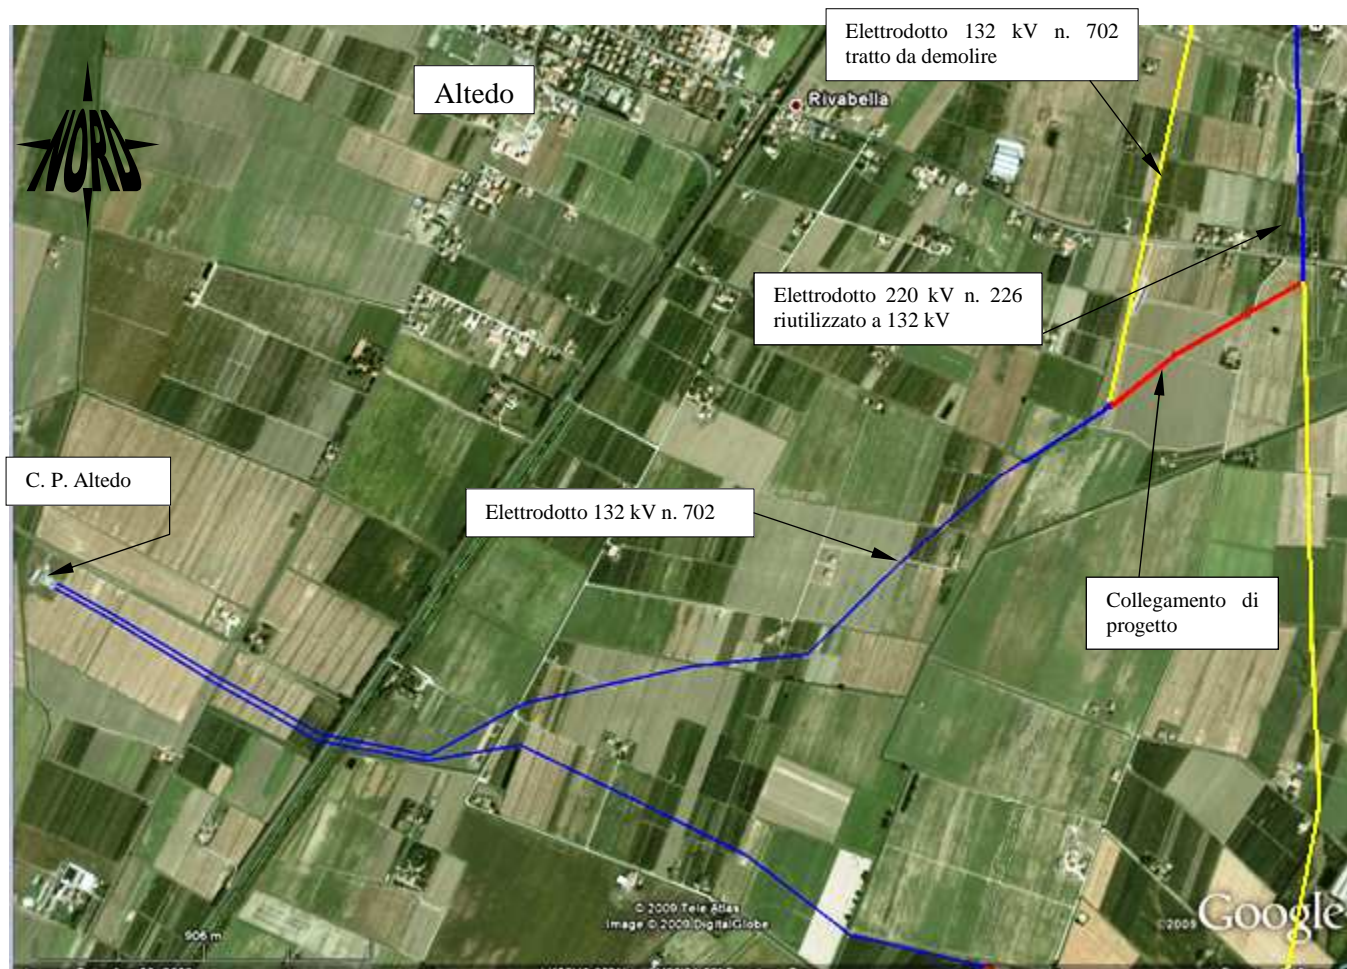 Elettrodotto 132 kV n. 702
tratto da demolire
Altedo
Rivabella
NORD
Elettrodotto 220 kV n. 226
riutilizzato a 132 kV
C. P. Altedo
Elettrodotto 132 kV n. 702
Collegamento di
progetto
© 2009 Tele Atlas
Image © 2009 DigitalGlobe
©2009 Google
906 m